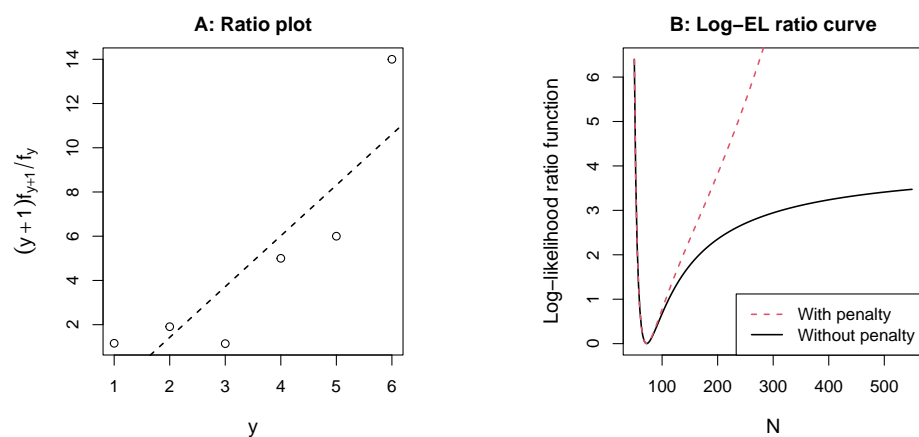 A: Ratio plot
(y+1)f_{y+1}/f_y
14
12
10
8
6
4
2
1 2 3 4 5 6
y
B: Log−EL ratio curve
Log−likelihood ratio function
6
5
4
3
2
1
0
With penalty
Without penalty
100 200 300 400 500
N